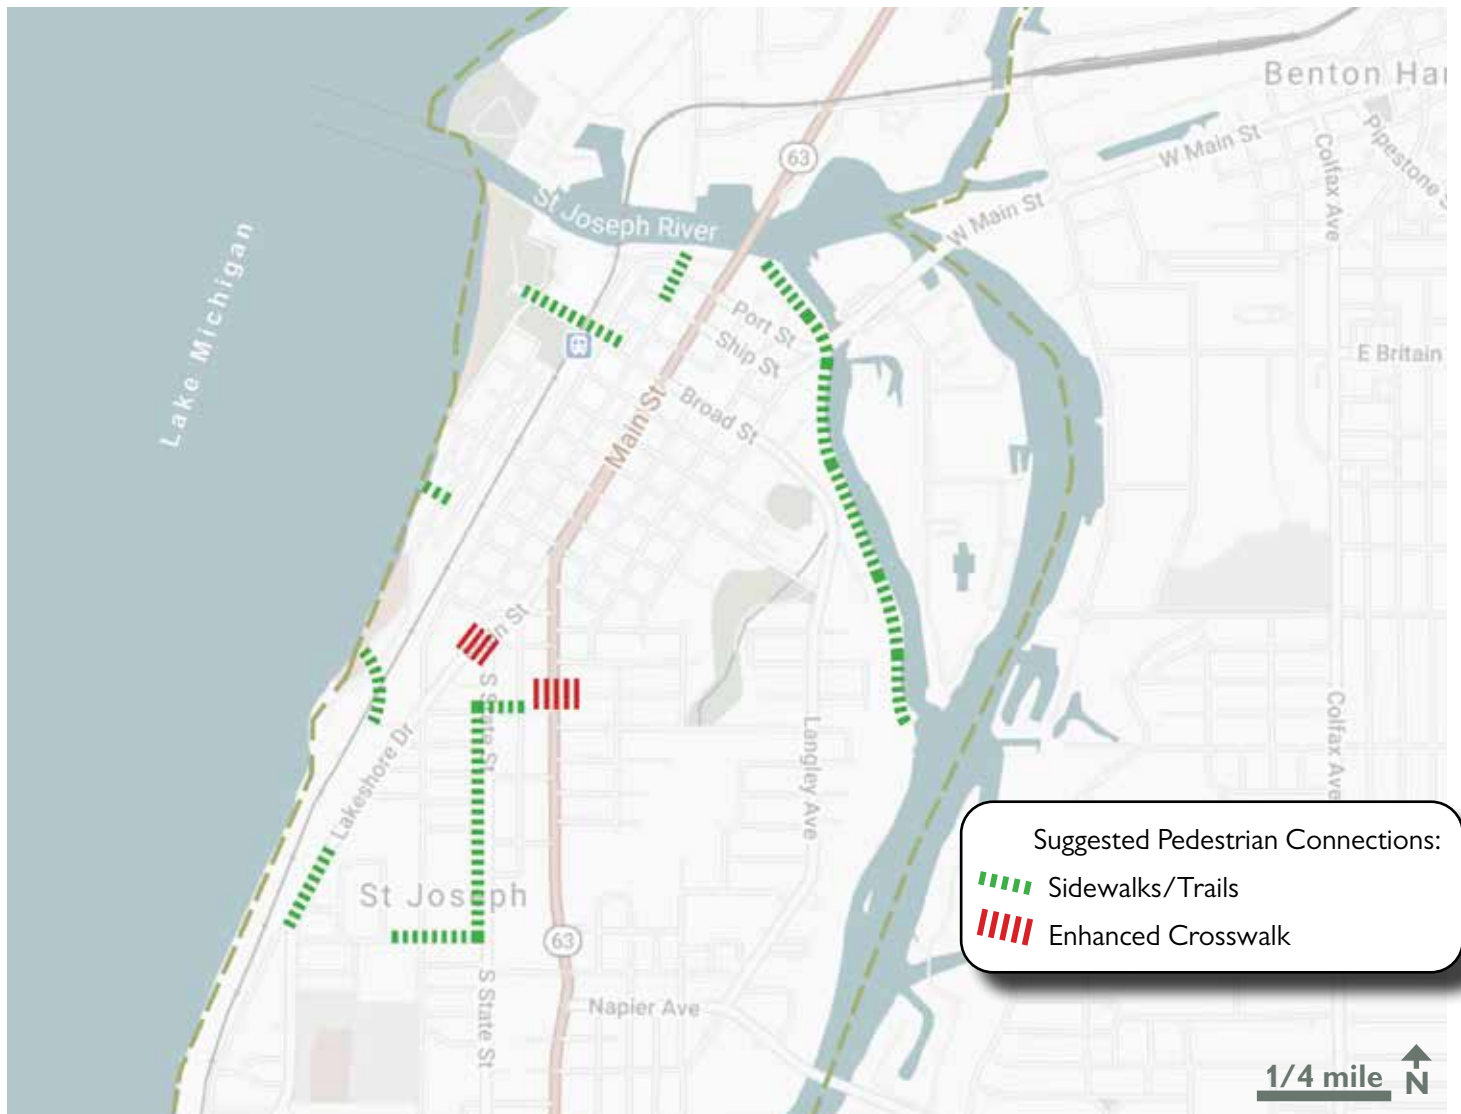 Benton Har
63
W Main St
Pipestone S
Colfax Ave
St Joseph River
W Main St
Lake Michigan
Port St
Ship St
E Britain
Main St
Broad St
n St
S State St
Langley Ave
Colfax Ave
Lakeshore Dr
Suggested Pedestrian Connections:
Sidewalks/Trails
Enhanced Crosswalk
St Joseph
63
S State St
Napier Ave
1/4 mile
N